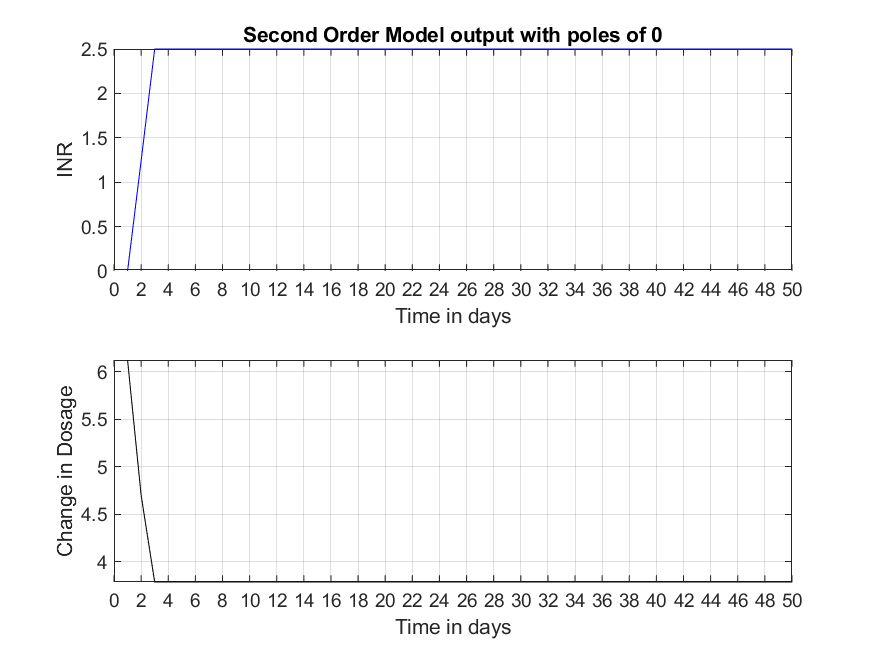 Second Order Model output with poles of 0
2.5
2
1.5
1
0.5
0
INR
0 2 4 6 8 10 12 14 16 18 20 22 24 26 28 30 32 34 36 38 40 42 44 46 48 50
Time in days
6
5.5
5
4.5
4
Change in Dosage
0 2 4 6 8 10 12 14 16 18 20 22 24 26 28 30 32 34 36 38 40 42 44 46 48 50
Time in days